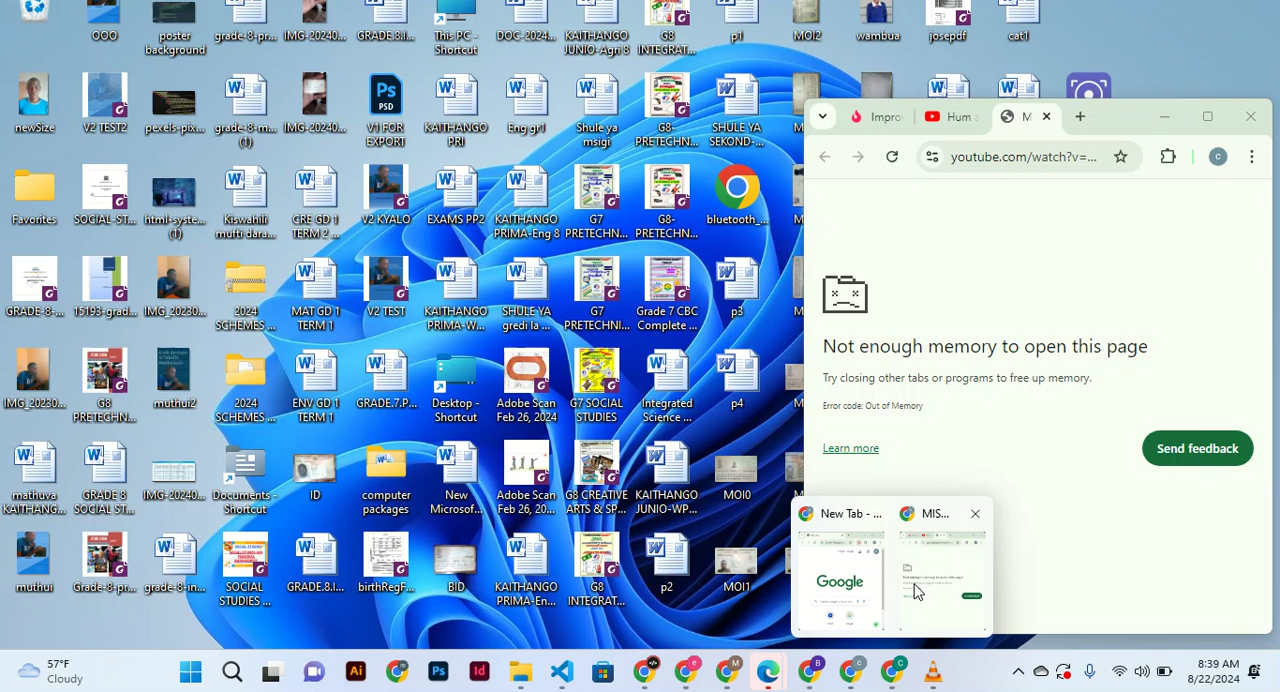 OOO
poster background
grade-8-pr...
IMG-20240...
GRADE.8.I...
This PC - Shortcut
DOC-2024...
KAITHANGO JUNIO-Agri 8
G8 INTEGRAT...
p1
MOI2
wambua
josepdf
cat1
newSize
V2 TEST2
pexels-pix...
grade-8-m... (1)
IMG-20240...
V1 FOR EXPORT
KAITHANGO PRI
Eng gr1
Shule ya msigi
G8- PRETECHN...
SHULE YA SEKOND-...
Favorites
SOCIAL-ST...
html-syste... (1)
Kiswahili mufti dara...
CRE GD 1 TERM 2 ...
V2 KYALO
EXAMS PP2
KAITHANGO PRIMA-Eng 8
G7 PRETECHN...
G8- PRETECHN...
bluetooth_...
GRADE-8-...
15193-grad...
IMG_20230...
2024 SCHEMES ...
MAT GD 1 TERM 1
V2 TEST
KAITHANGO PRIMA-W...
SHULE YA gredi la ...
G7 PRETECHN...
Grade 7 CBC Complete ...
p3
IMG_20230...
G8 PRETECHN...
muthui2
2024 SCHEMES ...
ENV GD 1 TERM 1
GRADE.7.P...
Desktop - Shortcut
Adobe Scan Feb 26, 2024
G7 SOCIAL STUDIES
Integrated Science ...
p4
mathuva KAITHANG...
GRADE 8 SOCIAL ST...
IMG-20240...
Documents - Shortcut
ID
computer packages
New Microsof...
Adobe Scan Feb 26, 20...
G8 CREATIVE ARTS & SP...
KAITHANGO JUNIO-WP...
MOI0
muthui
Grade-8-pr...
grade-8-in...
SOCIAL STUDIES ...
GRADE.8.I...
birthRegF...
BID
KAITHANGO PRIMA-En...
G8 INTEGRAT...
p2
MOI1
Impro
Hum
M
youtube.com/watch?v=...
c
Not enough memory to open this page
Try closing other tabs or programs to free up memory.
Error code: Out of Memory
Learn more
Send feedback
New Tab - ...
MIS...
Google
57°F
Cloudy
8:39 AM
8/22/2024